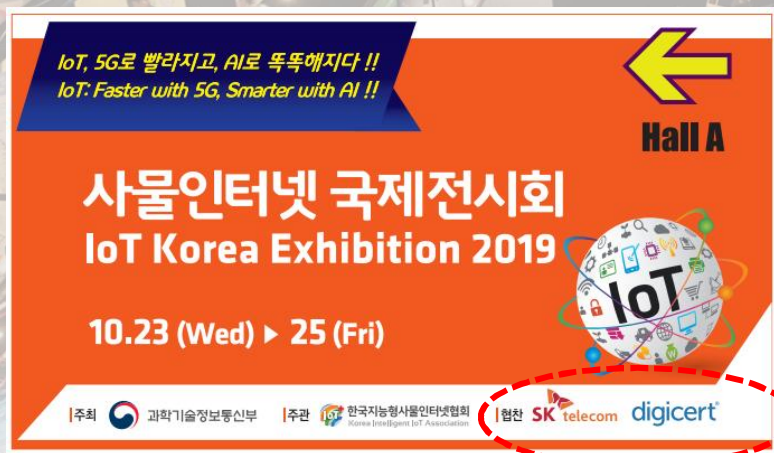 IoT, 5G로 빨라지고, AI로 똑똑해지다 !!
IoT: Faster with 5G, Smarter with AI !!
Hall A
사물인터넷 국제전시회
IoT Korea Exhibition 2019
IoT
10.23 (Wed) ▶ 25 (Fri)
주최 과학기술정보통신부 주관 IoT 한국지능형사물인터넷협회 Korea Intelligent IoT Association 협찬 SK telecom digicert®